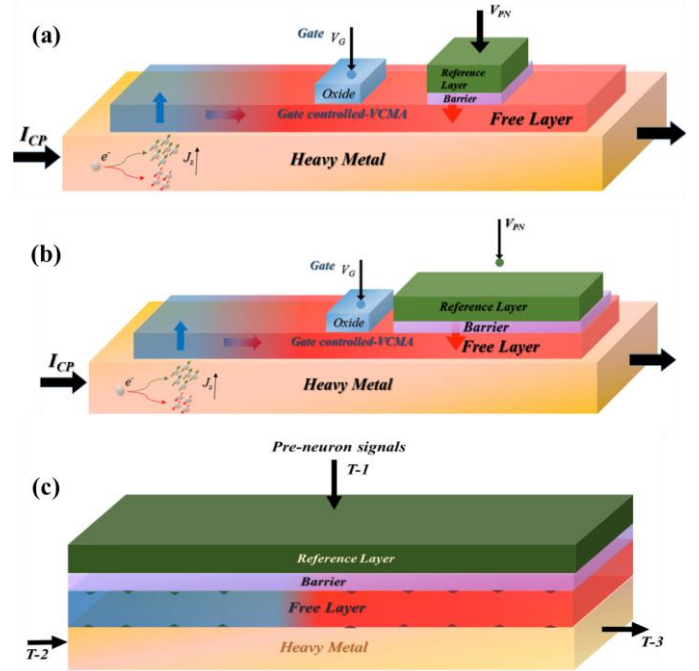 (a)
V_PN
Gate V_G
Reference
Layer
Oxide
Barrier
Gate controlled-VCMA
Free Layer
I_CP
e⁻
J_s
Heavy Metal
(b)
V_PN
Gate V_G
Reference Layer
Oxide
Barrier
Gate controlled-VCMA
Free Layer
I_CP
e⁻
J_s
Heavy Metal
(c)
Pre-neuron signals
T-1
Reference Layer
Barrier
Free Layer
T-2
Heavy Metal
T-3